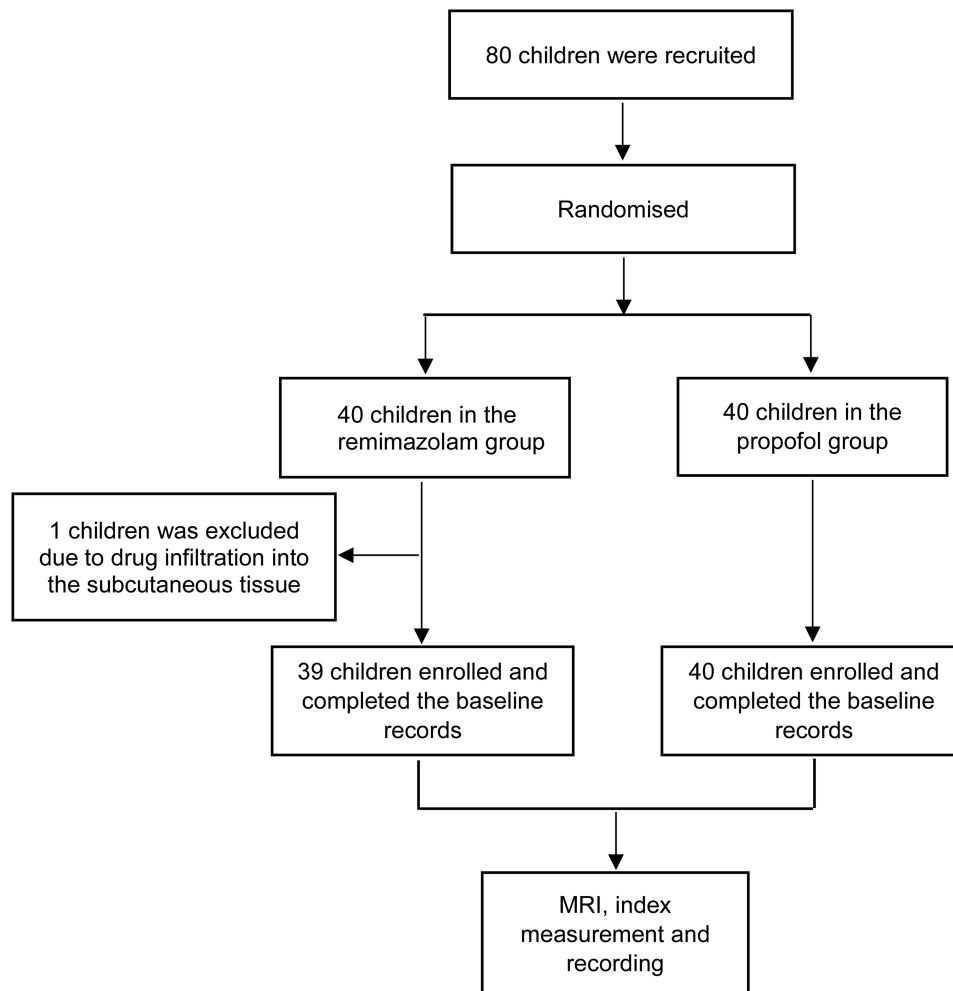 80 children were recruited
Randomised
40 children in the
remimazolam group
40 children in the
propofol group
1 children was excluded
due to drug infiltration into
the subcutaneous tissue
39 children enrolled and
completed the baseline
records
40 children enrolled and
completed the baseline
records
MRI, index
measurement and
recording